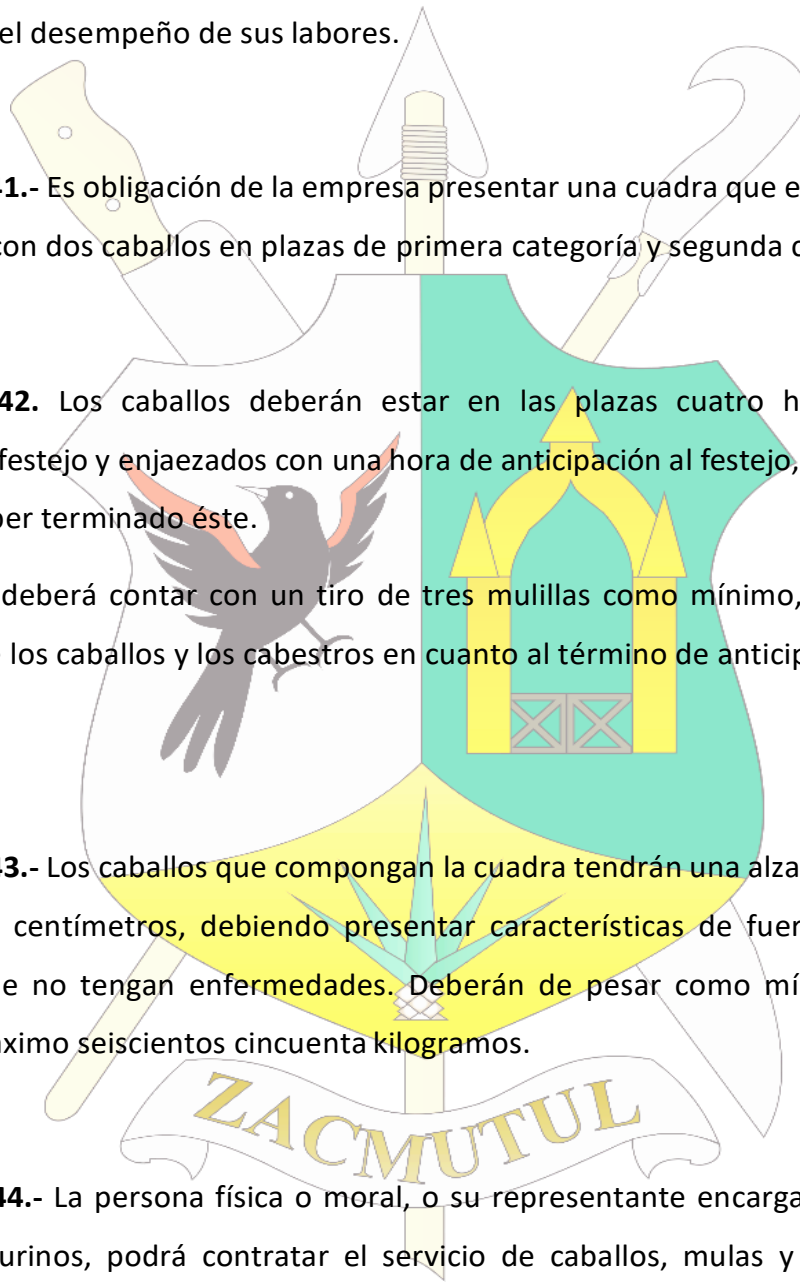 el desempeño de sus labores.
41.- Es obligación de la empresa presentar una cuadra que e
con dos caballos en plazas de primera categoría y segunda
42. Los caballos deberán estar en las plazas cuatro h
festejo y enjaezados con una hora de anticipación al festejo,
ber terminado éste.
deberá contar con un tiro de tres mulillas como mínimo,
los caballos y los cabestros en cuanto al término de anticip
43.- Los caballos que compongan la cuadra tendrán una alza
centímetros, debiendo presentar características de fuer
e no tengan enfermedades. Deberán de pesar como mí
áximo seiscientos cincuenta kilogramos.
ZACMUTUL
44.- La persona física o moral, o su representante encarga
urinos, podrá contratar el servicio de caballos, mulas y